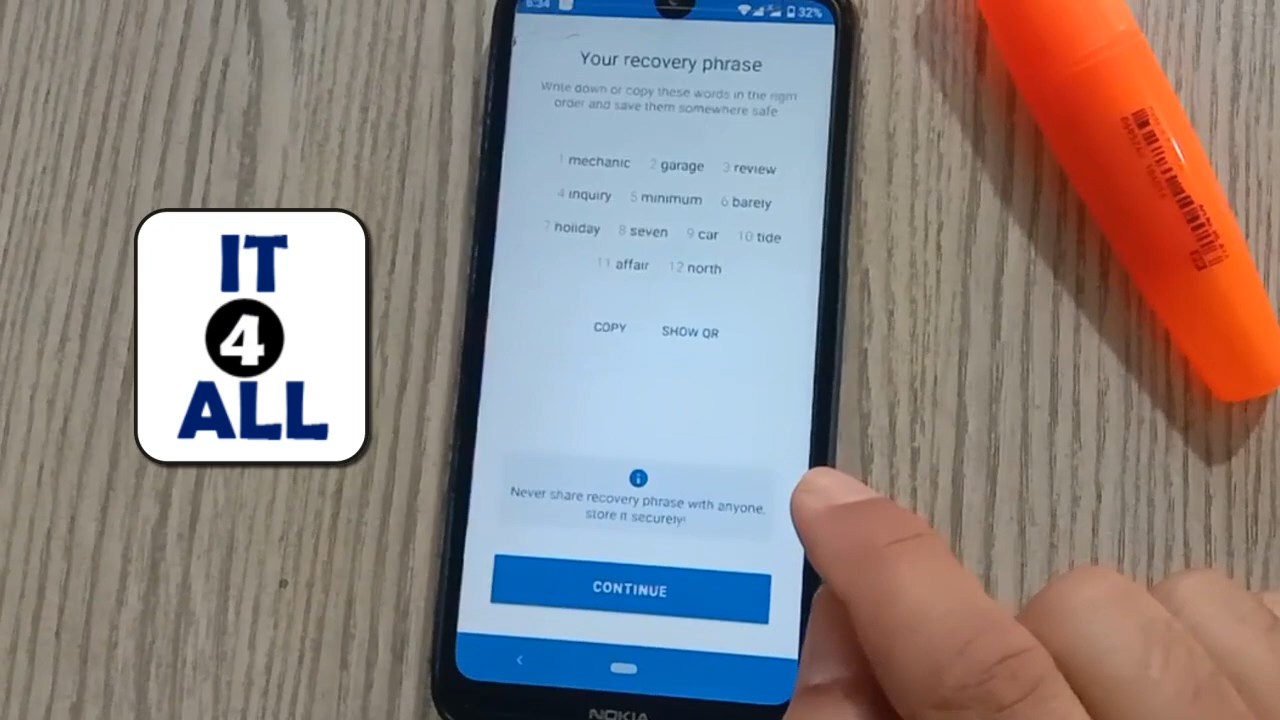 32%
Your recovery phrase
Write down or copy these words in the right
order and save them somewhere safe
1 mechanic 2 garage 3 review
4 inquiry 5 minimum 6 barely
7 holiday 8 seven 9 car 10 tide
11 affair 12 north
COPY SHOW QR
Never share recovery phrase with anyone,
store it securely!
CONTINUE
NOKIA
IT
4
ALL